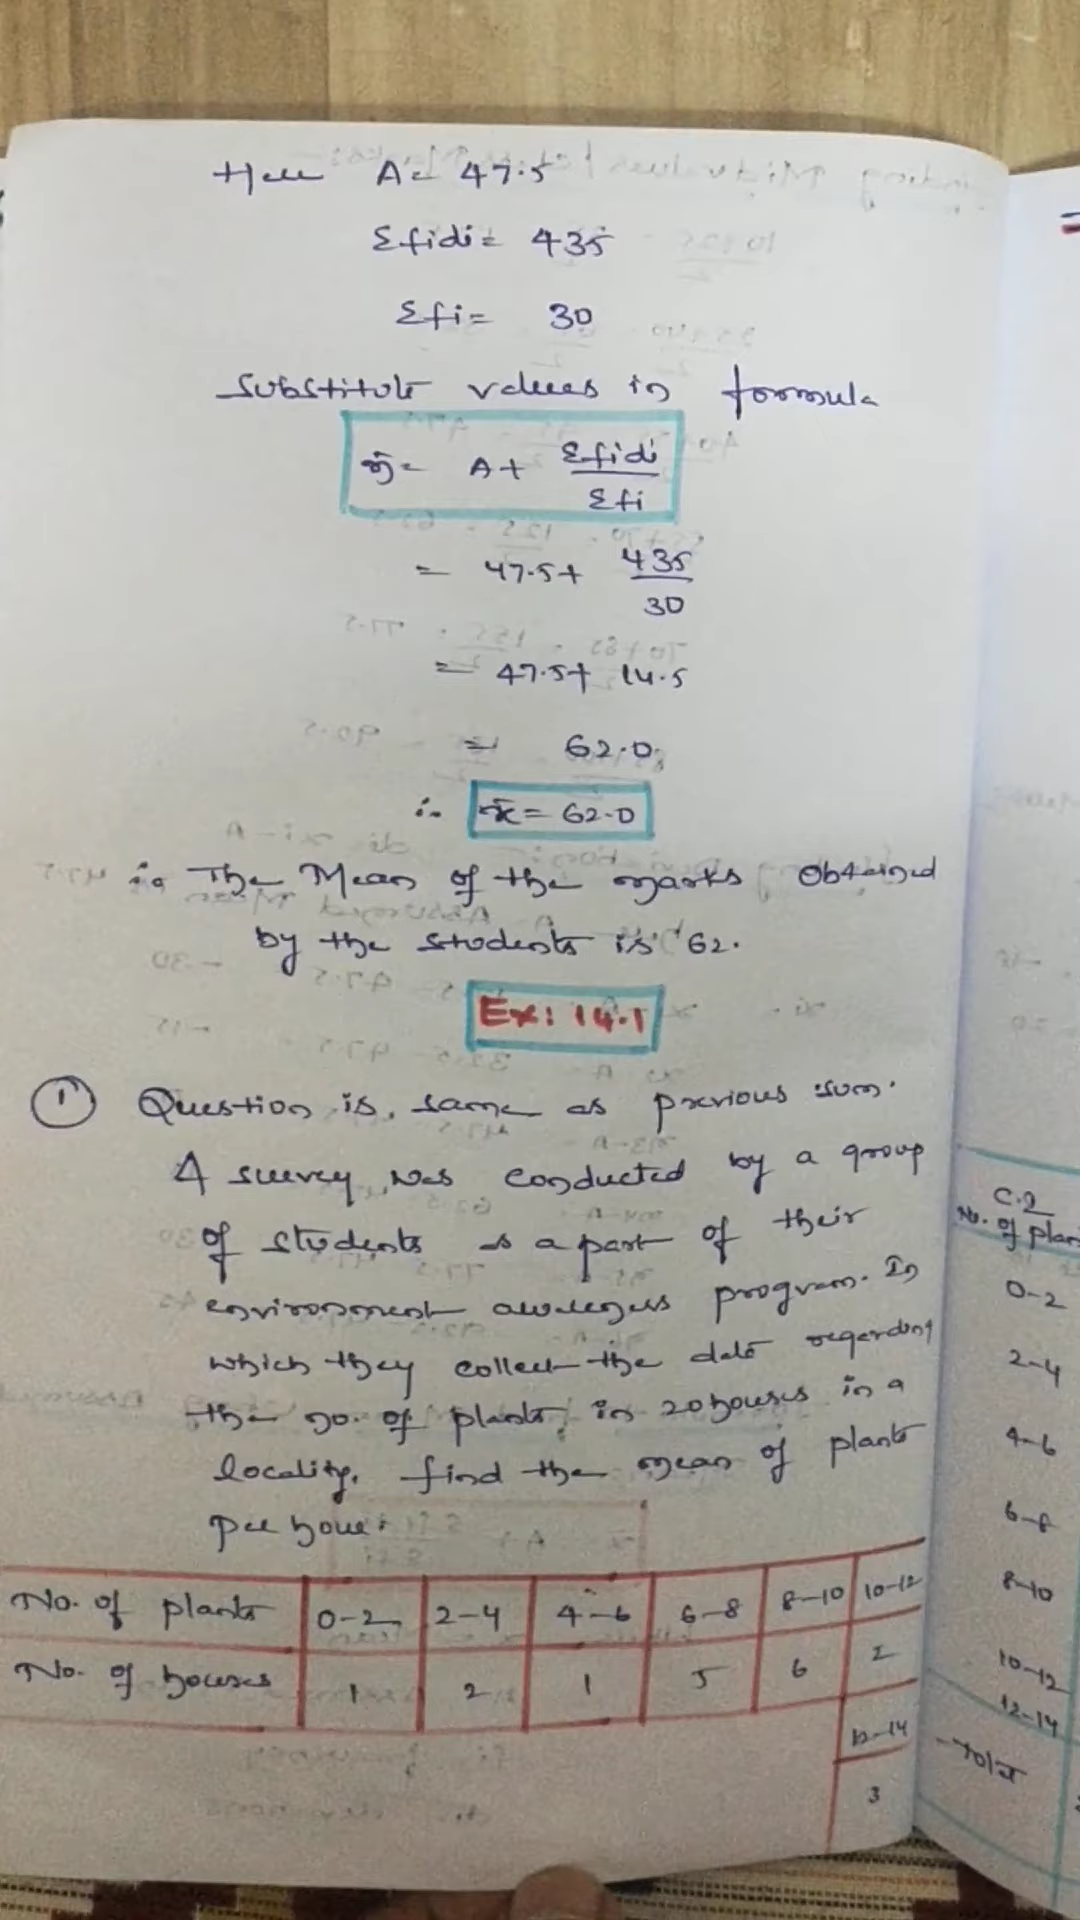 Here A = 47.5
Σfidi = 435
Σfi = 30
Substitute values in formula
x̄ = A + Σfidi / Σfi
= 47.5 + 435 / 30
= 47.5 + 14.5
= 62.0
∴ x̄ = 62.0
∴ The Mean of the marks obtained
by the students is 62.
Ex: 14.1
① Question is same as previous sum.
A survey was conducted by a group
of students as a part of their
environment awareness program. In
which they collect the data regarding
the no. of plants in 20 houses in a
locality. find the mean of plants
per house.
No. of plants 0-2 2-4 4-6 6-8 8-10 10-12
No. of houses 1 2 1 5 6 2
12-14
3
C.I
No. of plan
0-2
2-4
4-6
6-8
8-10
10-12
12-14
Total